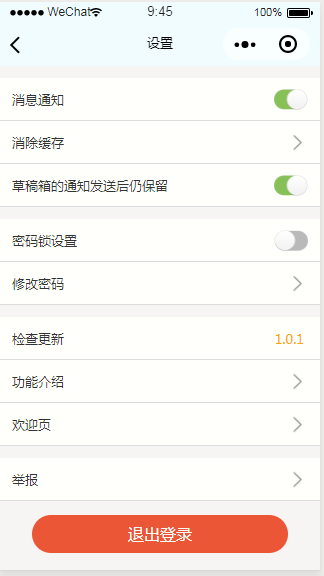 WeChat 9:45 100%
设置
消息通知
消除缓存
草稿箱的通知发送后仍保留
密码锁设置
修改密码
检查更新 1.0.1
功能介绍
欢迎页
举报
退出登录